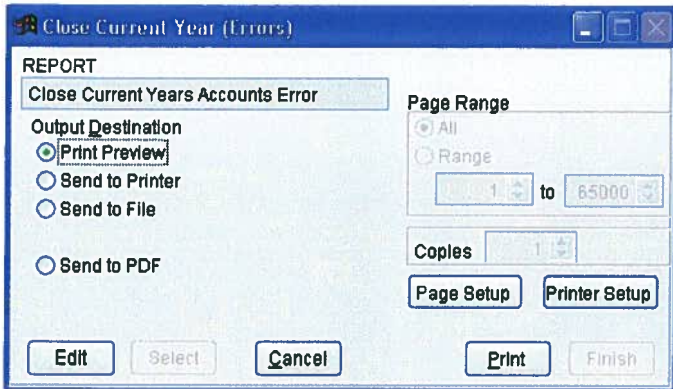 Close Current Year (Errors)
REPORT
Close Current Years Accounts Error
Output Destination
Print Preview
Send to Printer
Send to File
Send to PDF
Page Range
All
Range
1 to 65000
Copies 1
Page Setup Printer Setup
Edit Select Cancel Print Finish